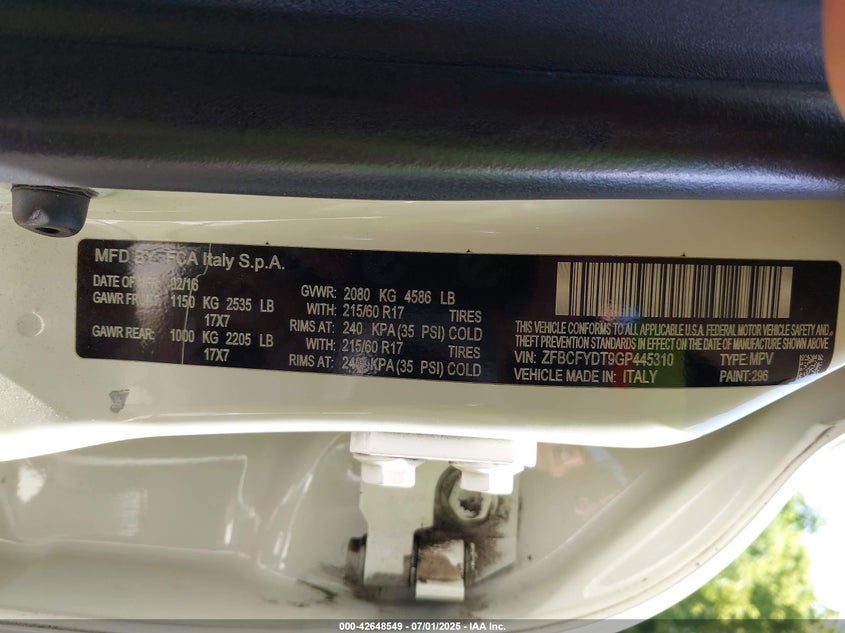 MFD BY: FCA Italy S.p.A.
DATE OF 02/16
GAWR FRONT: 1150 KG 2535 LB
17X7
GAWR REAR: 1000 KG 2205 LB
17X7
GVWR: 2080 KG 4586 LB
WITH: 215/60 R17 TIRES
RIMS AT: 240 KPA (35 PSI) COLD
WITH: 215/60 R17 TIRES
RIMS AT: 240 KPA (35 PSI) COLD
THIS VEHICLE CONFORMS TO ALL APPLICABLE U.S.A. FEDERAL MOTOR VEHICLE SAFETY AND
THEFT PREVENTION STANDARDS IN EFFECT ON THE DATE OF MANUFACTURE SHOWN ABOVE
VIN: ZFBCFYDT9GP445310 TYPE: MPV
VEHICLE MADE IN: ITALY PAINT: 296
000-42648549 - 07/01/2025 - IAA Inc.